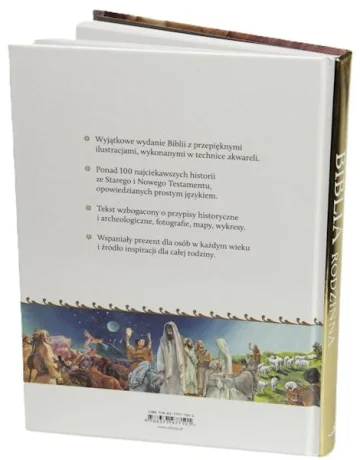 Wyjątkowe wydanie Biblii z przepięknymi
ilustracjami, wykonanymi w technice akwareli.
Ponad 100 najciekawszych historii
ze Starego i Nowego Testamentu,
opowiedzianych prostym językiem.
Tekst wzbogacony o przypisy historyczne
i archeologiczne, fotografie, mapy, wykresy.
Wspaniały prezent dla osób w każdym wieku
i źródło inspiracji dla całej rodziny.
BIBLIA RODZINNA